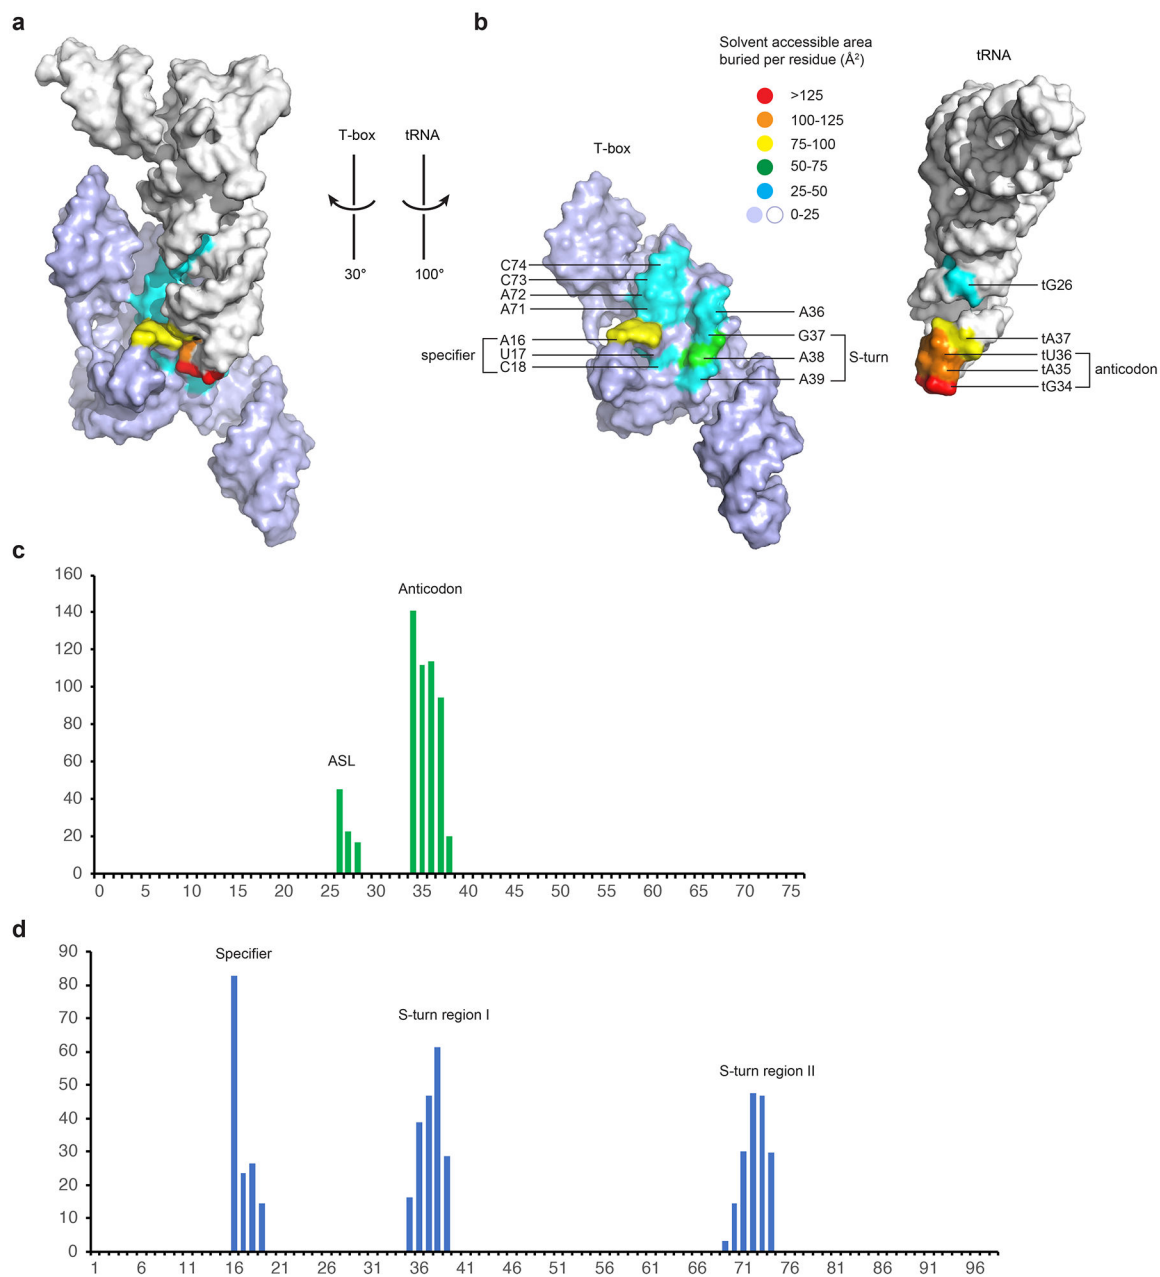 a
b
T-box
tRNA
30°
100°
Solvent accessible area
buried per residue (Å²)
>125
100-125
75-100
50-75
25-50
0-25
T-box
tRNA
C74
C73
A72
A71
specifier
A16
U17
C18
A36
G37
A38
A39
S-turn
tG26
tA37
tU36
tA35
tG34
anticodon
c
160
140
120
100
80
60
40
20
0
ASL
Anticodon
0 5 10 15 20 25 30 35 40 45 50 55 60 65 70 75
d
90
80
70
60
50
40
30
20
10
0
Specifier
S-turn region I
S-turn region II
1 6 11 16 21 26 31 36 41 46 51 56 61 66 71 76 81 86 91 96